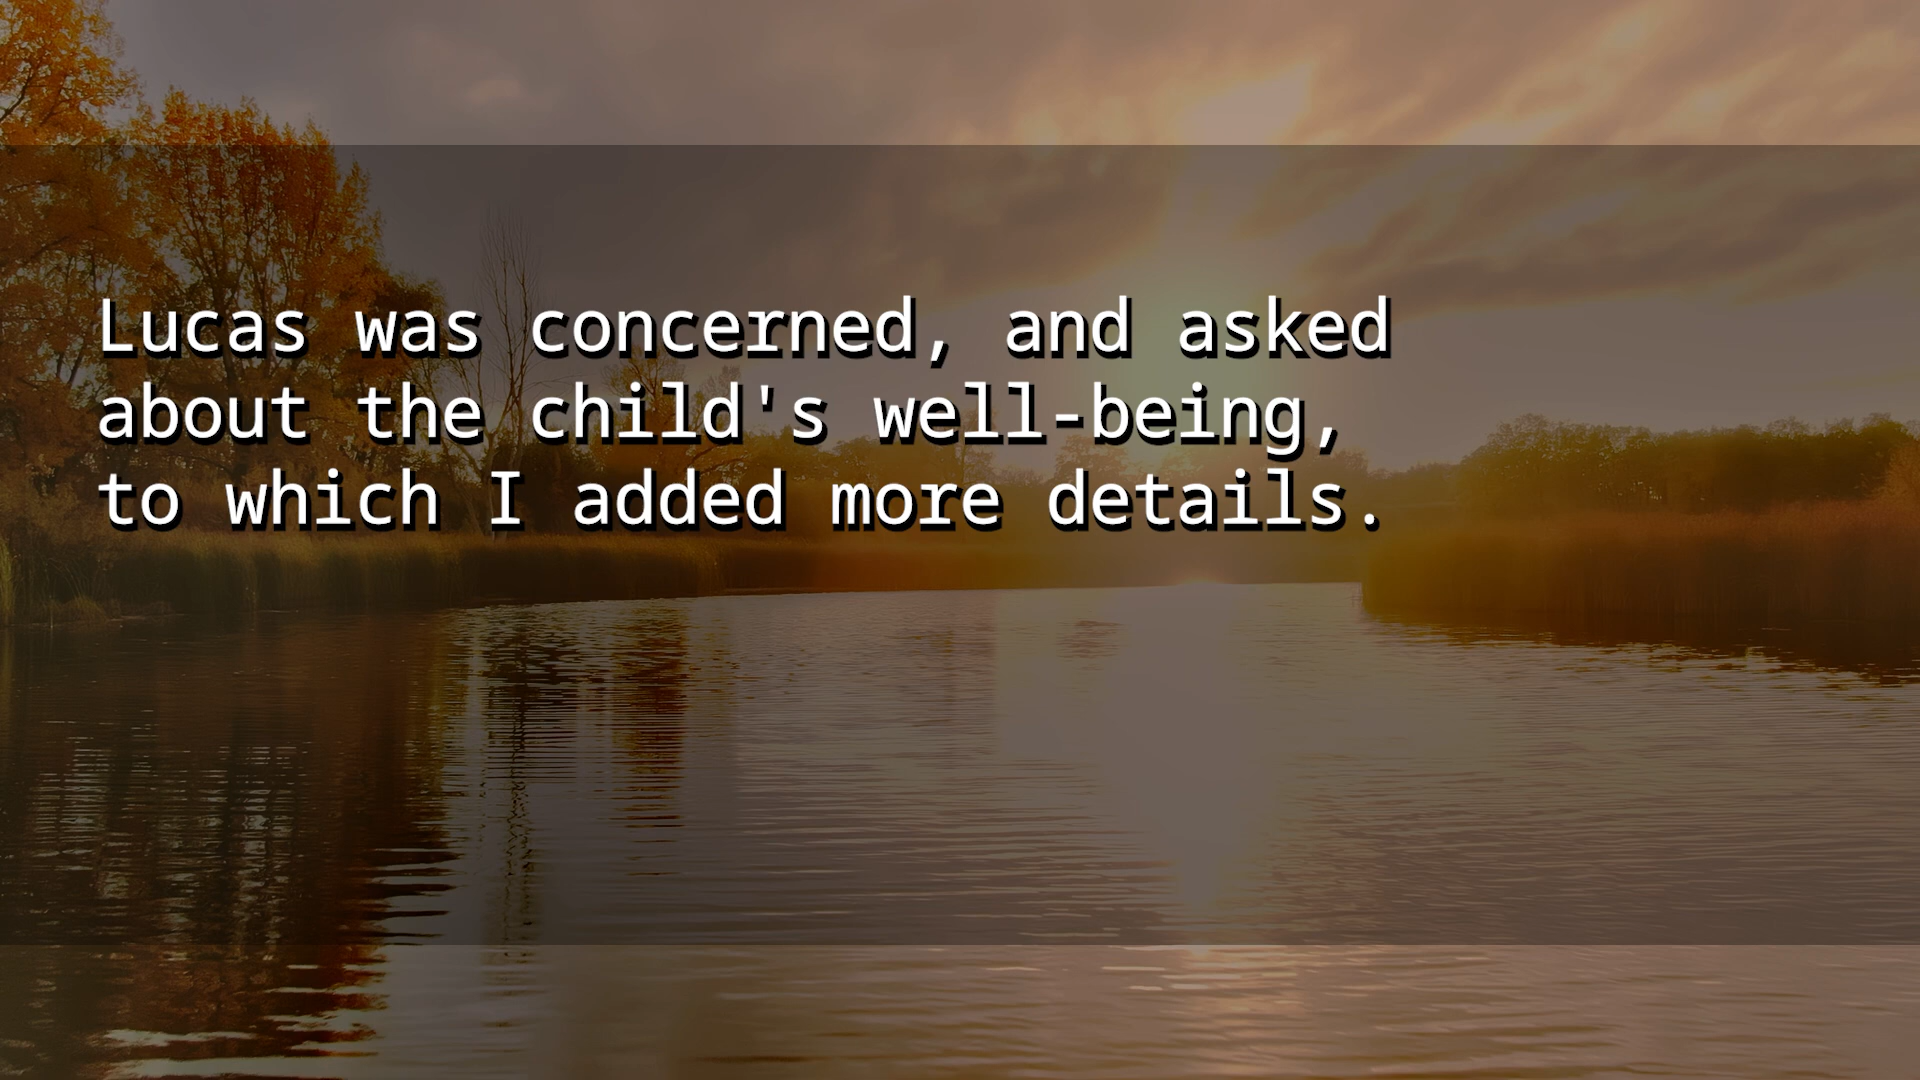 Lucas was concerned, and asked
about the child's well-being,
to which I added more details.